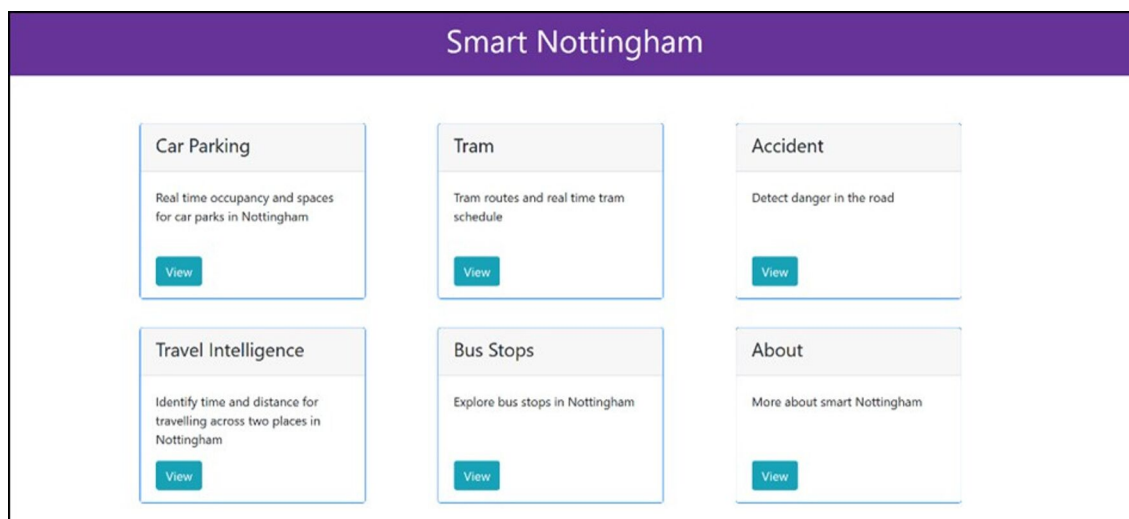 Smart Nottingham
Car Parking
Real time occupancy and spaces
for car parks in Nottingham
View
Tram
Tram routes and real time tram
schedule
View
Accident
Detect danger in the road
View
Travel Intelligence
Identify time and distance for
travelling across two places in
Nottingham
View
Bus Stops
Explore bus stops in Nottingham
View
About
More about smart Nottingham
View